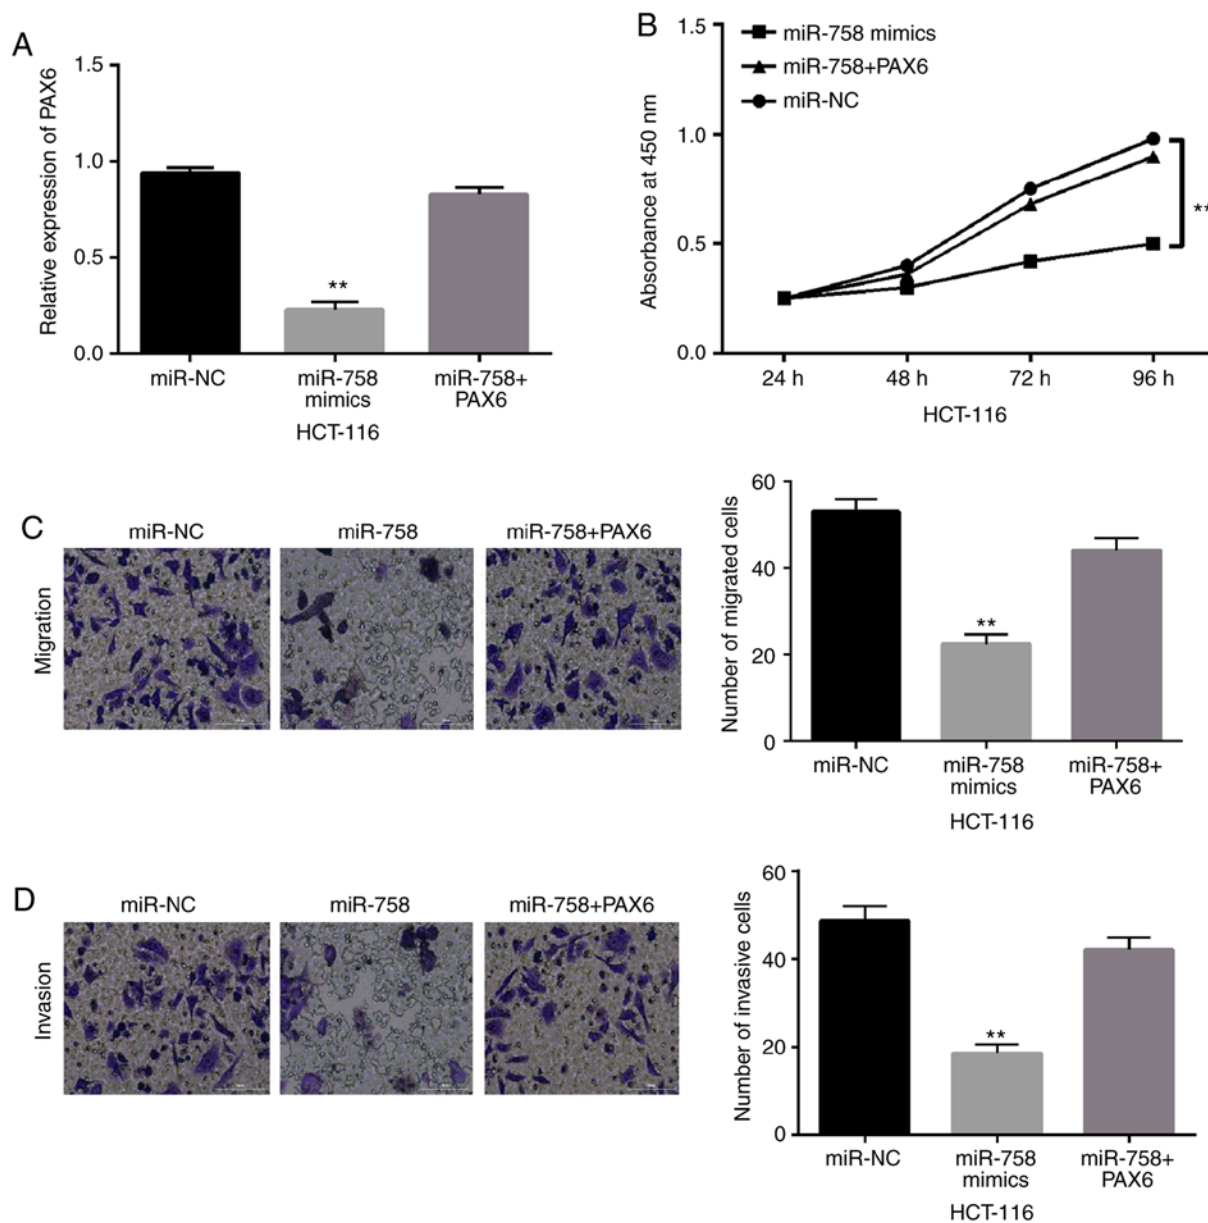 A
Relative expression of PAX6
1.5
1.0
0.5
0.0
**
miR-NC
miR-758 mimics
miR-758+ PAX6
HCT-116
B
Absorbance at 450 nm
1.5
1.0
0.5
0.0
miR-758 mimics
miR-758+PAX6
miR-NC
**
24 h
48 h
72 h
96 h
HCT-116
C
miR-NC
miR-758
miR-758+PAX6
Migration
Number of migrated cells
60
40
20
0
**
miR-NC
miR-758 mimics
miR-758+ PAX6
HCT-116
D
miR-NC
miR-758
miR-758+PAX6
Invasion
Number of invasive cells
60
40
20
0
**
miR-NC
miR-758 mimics
miR-758+ PAX6
HCT-116